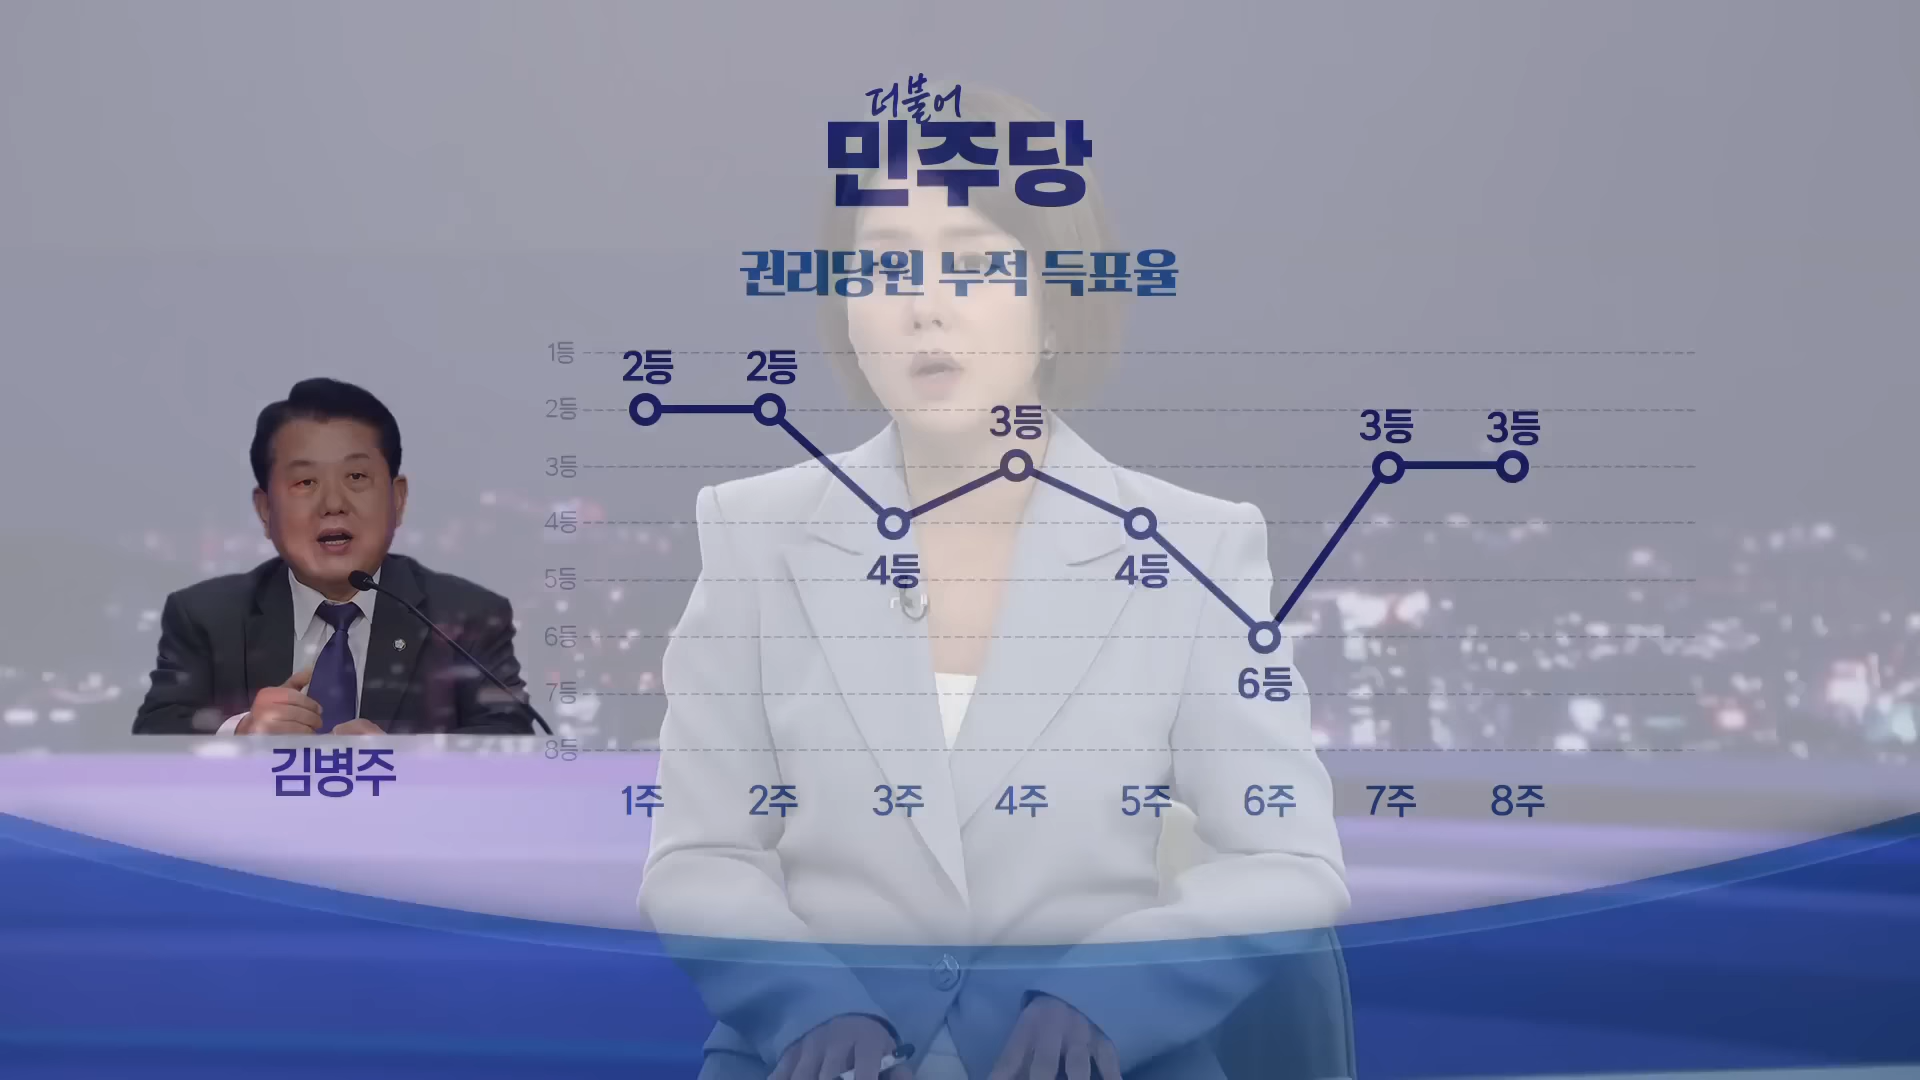 더불어
민주당
권리당원 누적 득표율
1등
2등
3등
4등
5등
6등
7등
8등
2등 2등 4등 3등 4등 6등 3등 3등
김병주
1주 2주 3주 4주 5주 6주 7주 8주